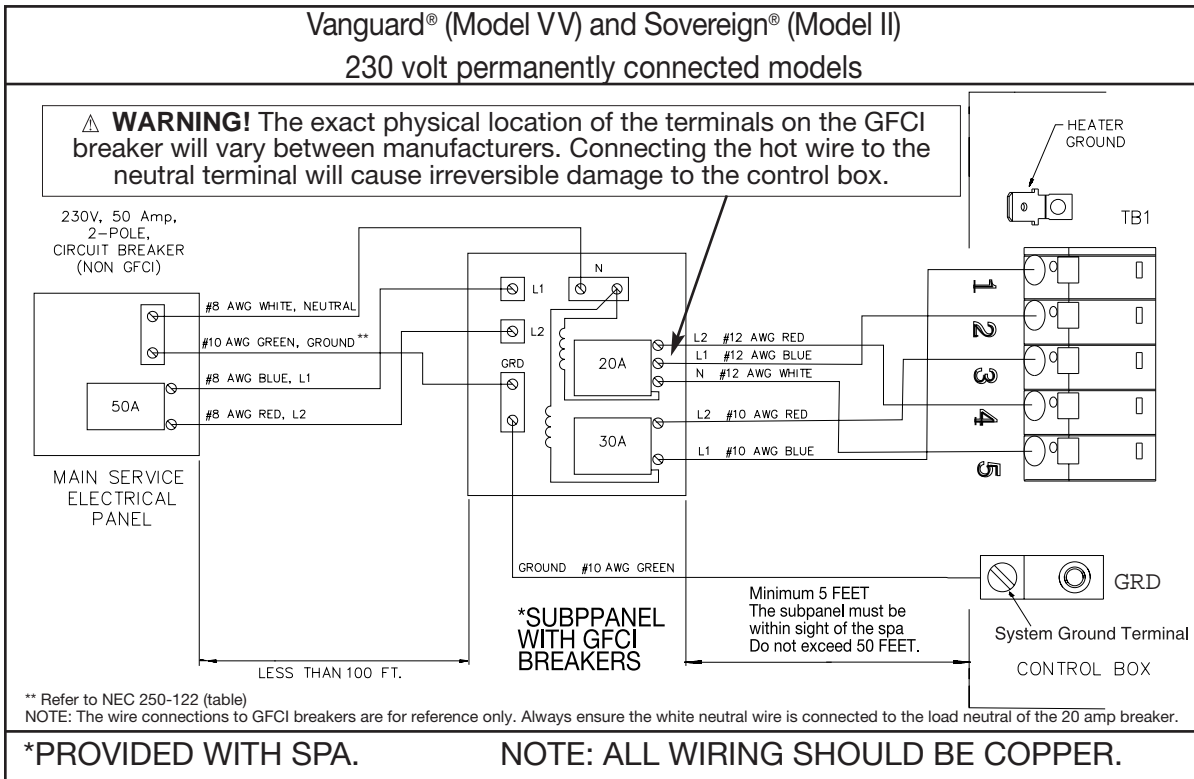 Vanguard® (Model VV) and Sovereign® (Model II)
230 volt permanently connected models
⚠ WARNING! The exact physical location of the terminals on the GFCI
breaker will vary between manufacturers. Connecting the hot wire to the
neutral terminal will cause irreversible damage to the control box.
HEATER
GROUND
TB1
230V, 50 Amp,
2-POLE,
CIRCUIT BREAKER
(NON GFCI)
#8 AWG WHITE, NEUTRAL
#10 AWG GREEN, GROUND**
#8 AWG BLUE, L1
#8 AWG RED, L2
50A
MAIN SERVICE
ELECTRICAL
PANEL
N
L1
L2
GRD
20A
30A
L2 #12 AWG RED
L1 #12 AWG BLUE
N #12 AWG WHITE
L2 #10 AWG RED
L1 #10 AWG BLUE
1
2
3
4
5
GROUND #10 AWG GREEN
*SUBPPANEL
WITH GFCI
BREAKERS
Minimum 5 FEET
The subpanel must be
within sight of the spa
Do not exceed 50 FEET.
GRD
System Ground Terminal
CONTROL BOX
LESS THAN 100 FT.
** Refer to NEC 250-122 (table)
NOTE: The wire connections to GFCI breakers are for reference only. Always ensure the white neutral wire is connected to the load neutral of the 20 amp breaker.
*PROVIDED WITH SPA. NOTE: ALL WIRING SHOULD BE COPPER.